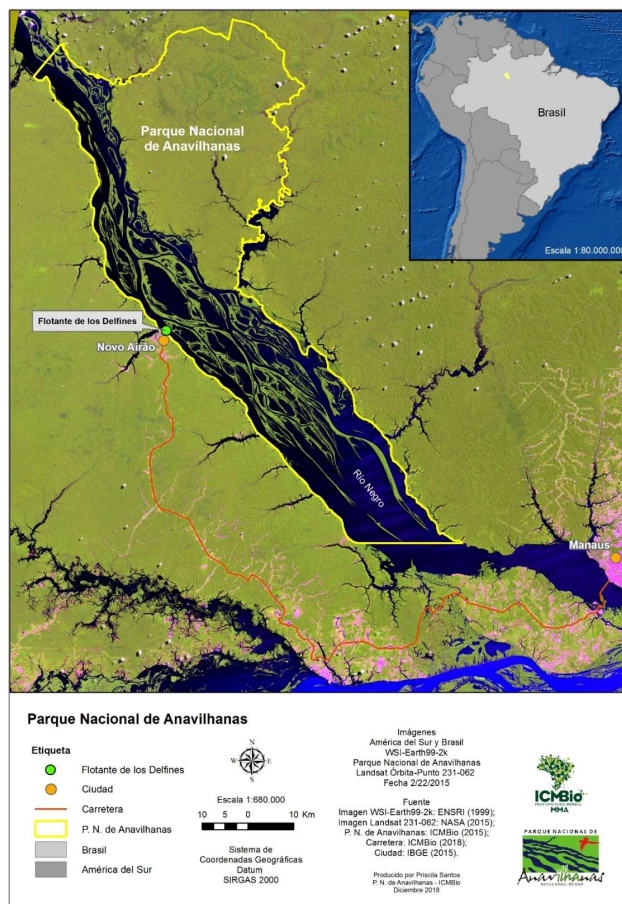 Parque Nacional
de Anavilhanas
Brasil
Escala 1:80.000.000
Flotante de los Delfines
Novo Airão
Río Negro
Manaus
Parque Nacional de Anavilhanas
Etiqueta
Flotante de los Delfines
Ciudad
Carretera
P. N. de Anavilhanas
Brasil
América del Sur
N
W
E
S
Escala 1:680.000
10 5 0 10 Km
Sistema de
Coordenadas Geográficas
Datum
SIRGAS 2000
Imágenes
América del Sur y Brasil
WSI-Earth99-2k
Parque Nacional de Anavilhanas
Landsat Órbita-Punto 231-062
Fecha 2/22/2015
Fuente
Imagen WSI-Earth99-2k: ENSRI (1999);
Imagen Landsat 231-062; NASA (2015);
P. N. de Anavilhanas: ICMBio (2015);
Carretera: ICMBio (2018);
Ciudad: IBGE (2015).
Producido por Priscila Santos
P. N. de Anavilhanas - ICMBio
Diciembre 2018
ICMBio
MMA
PARQUE NACIONAL DE
Anavilhanas
Amazonas-Brasil